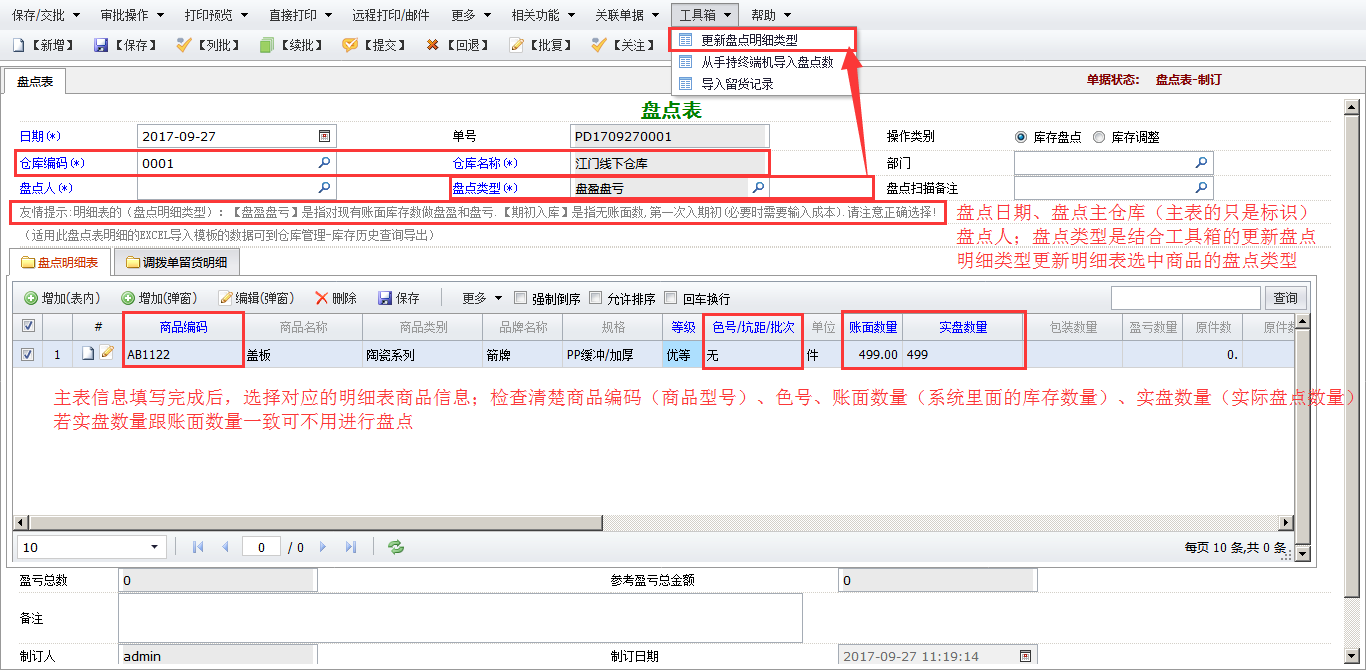 保存/交批 审批操作 打印预览 直接打印 远程打印/邮件 更多 相关功能 关联单据 工具箱 帮助
【新增】 【保存】 【列批】 【续批】 【提交】 【回退】 【批复】 【关注】
更新盘点明细类型
从手持终端机导入盘点数
导入留货记录
盘点表 单据状态: 盘点表-制订
盘点表
日期(*) 2017-09-27 单号 PD1709270001 操作类别 库存盘点 库存调整
仓库编码(*) 0001 仓库名称(*) 江门线下仓库 部门
盘点人(*) 盘点类型(*) 盘盈盘亏 盘点扫描备注
友情提示:明细表的（盘点明细类型）：【盘盈盘亏】是指对现有账面库存数做盘盈和盘亏.【期初入库】是指无账面数,第一次入期初(必要时需要输入成本).请注意正确选择!
（适用此盘点表明细的EXCEL导入模板的数据可到仓库管理-库存历史查询导出）
盘点日期、盘点主仓库（主表的只是标识）
盘点人；盘点类型是结合工具箱的更新盘点
明细类型更新明细表选中商品的盘点类型
盘点明细表 调拨单留货明细
增加(表内) 增加(弹窗) 编辑(弹窗) 删除 保存 更多 强制倒序 允许排序 回车换行 查询
# 商品编码 商品名称 商品类别 品牌名称 规格 等级 色号/坑距/批次 单位 账面数量 实盘数量 包装数量 盈亏数量 原件数 原件数
1 AB1122 盖板 陶瓷系列 箭牌 PP缓冲/加厚 优等 无 件 499.00 499 0.
主表信息填写完成后，选择对应的明细表商品信息；检查清楚商品编码（商品型号）、色号、账面数量（系统里面的库存数量）、实盘数量（实际盘点数量）
若实盘数量跟账面数量一致可不用进行盘点
10 0 / 0 每页 10 条,共 0 条
盈亏总数 0 参考盈亏总金额 0
备注
制订人 admin 制订日期 2017-09-27 11:19:14